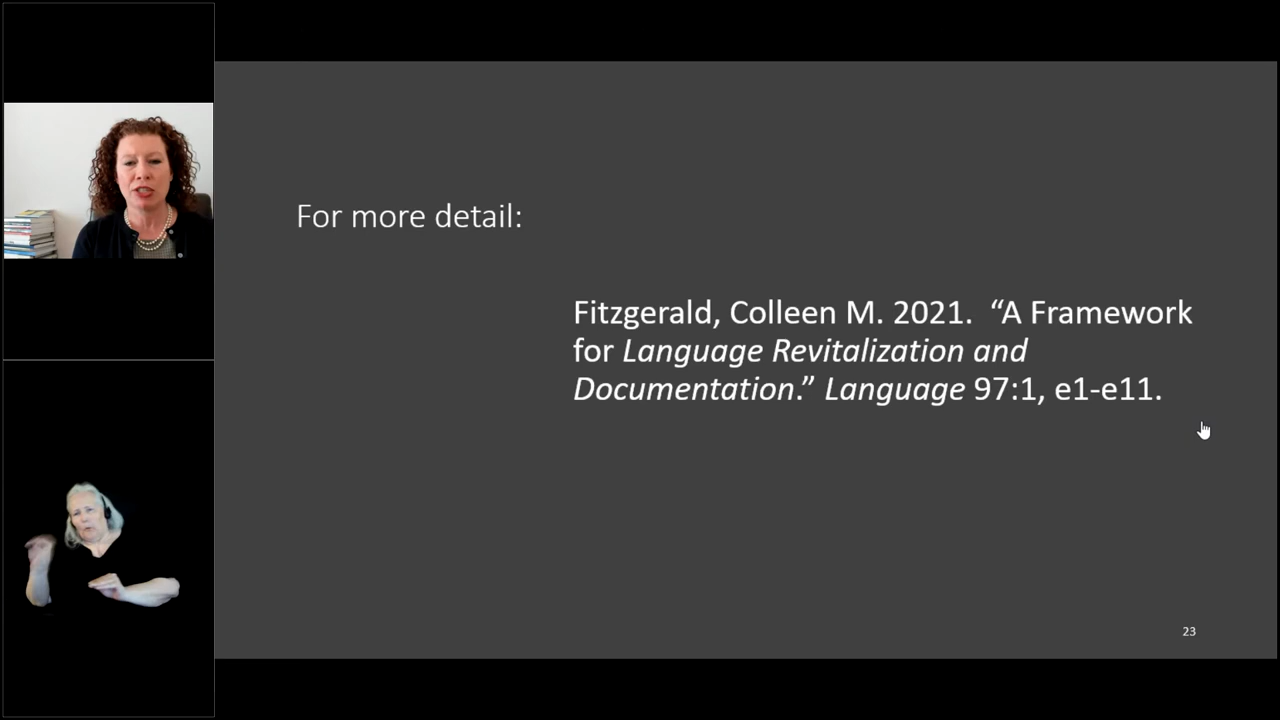 For more detail:
Fitzgerald, Colleen M. 2021.  “A Framework
for Language Revitalization and
Documentation.” Language 97:1, e1-e11.
23